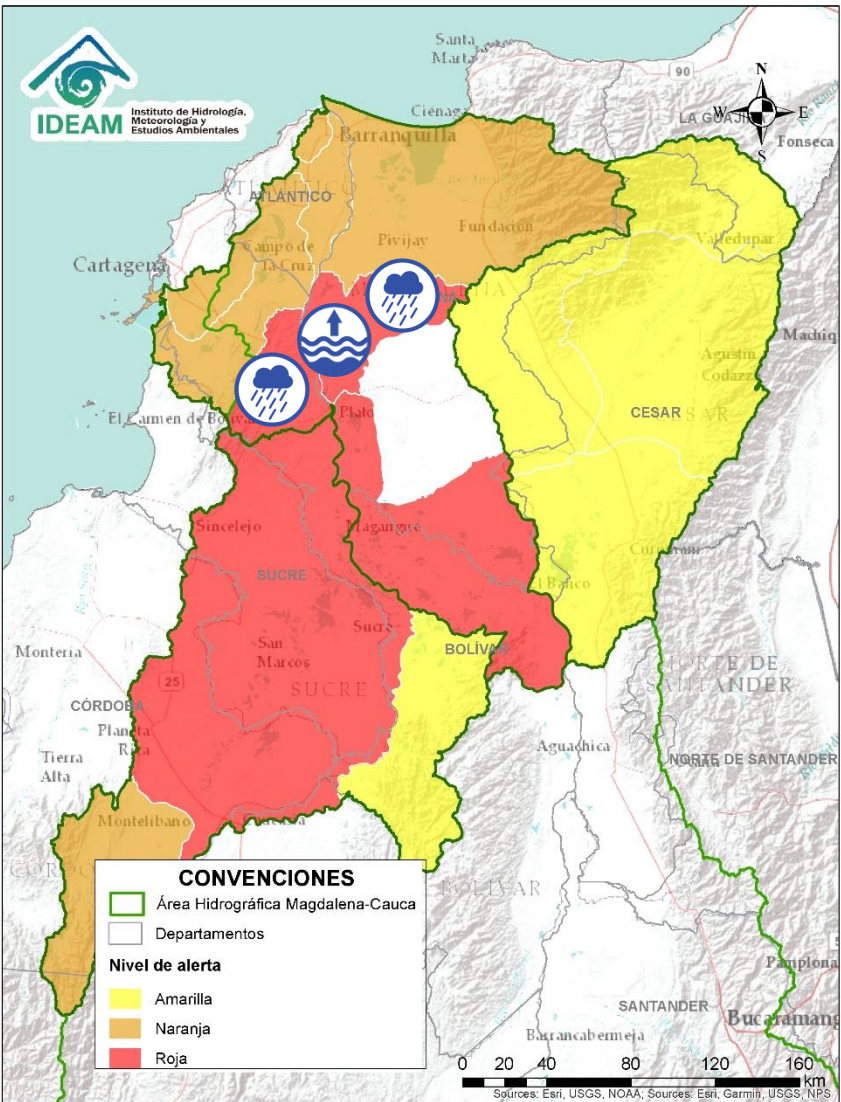 IDEAM
Instituto de Hidrología,
Meteorología y
Estudios Ambientales
Santa
Marta
90
N
W
E
S
Ciénaga
Barranquilla
Fonseca
ATLÁNTICO
Fundación
Pivijay
Valledupar
Campo de
la Cruz
Cartagena
Machiq
Agustín
Codazzi
El Carmen de Bolívar
Plato
CESAR
CESAR
Sincelejo
Magangué
SUCRE
El Banco
Sucre
San
Marcos
BOLÍVAR
Montería
SUCRE
25
NORTE DE
SANTANDER
CÓRDOBA
Planeta
Rica
Aguachica
Tierra
Alta
NORTE DE SANTANDER
Montelíbano
Caucasia
BOLÍVAR
CONVENCIONES
Área Hidrográfica Magdalena-Cauca
Departamentos
Nivel de alerta
Amarilla
Naranja
Roja
Pamplona
SANTANDER
Bucaramang
Barrancabermeja
0 20 40 80 120 160
km
Sources: Esri, USGS, NOAA; Sources: Esri, Garmin, USGS, NPS